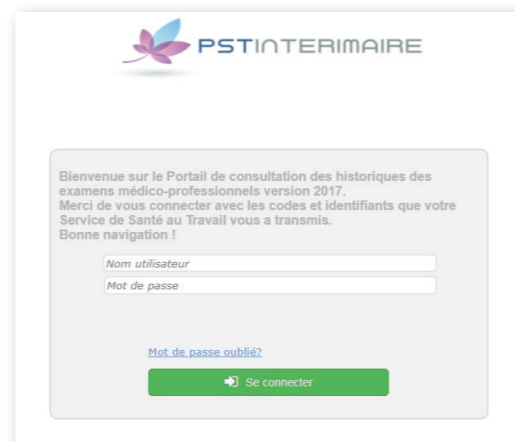 PSTINTERIMAIRE
Bienvenue sur le Portail de consultation des historiques des
examens médico-professionnels version 2017.
Merci de vous connecter avec les codes et identifiants que votre
Service de Santé au Travail vous a transmis.
Bonne navigation !
Nom utilisateur
Mot de passe
Mot de passe oublié?
Se connecter